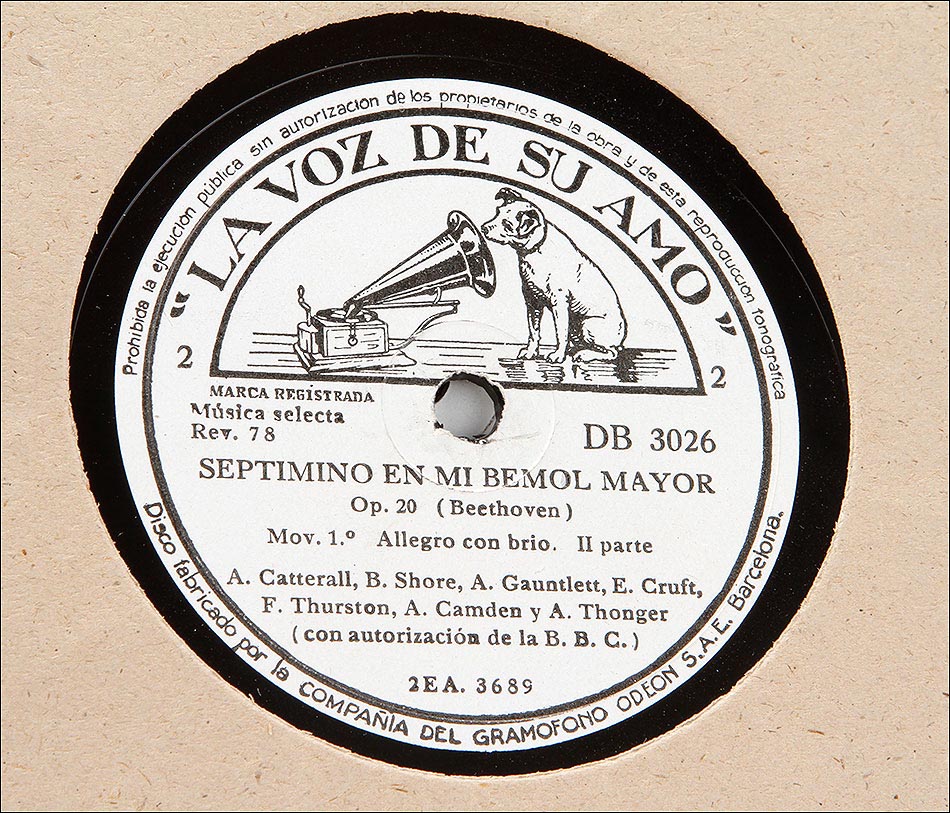 Prohibida la ejecución pública sin autorización de los propietarios de la obra y de esta reproducción fonográfica
"LA VOZ DE SU AMO"
2 2
MARCA REGISTRADA
Música selecta
Rev. 78
DB 3026
SEPTIMINO EN MI BEMOL MAYOR
Op. 20 (Beethoven)
Mov. 1.º Allegro con brio. II parte
A. Catterall, B. Shore, A. Gauntlett, E. Cruft,
F. Thurston, A. Camden y A. Thonger
(con autorización de la B. B. C.)
2EA. 3689
Disco fabricado por la COMPAÑIA DEL GRAMOFONO ODEON S.A.E. Barcelona.